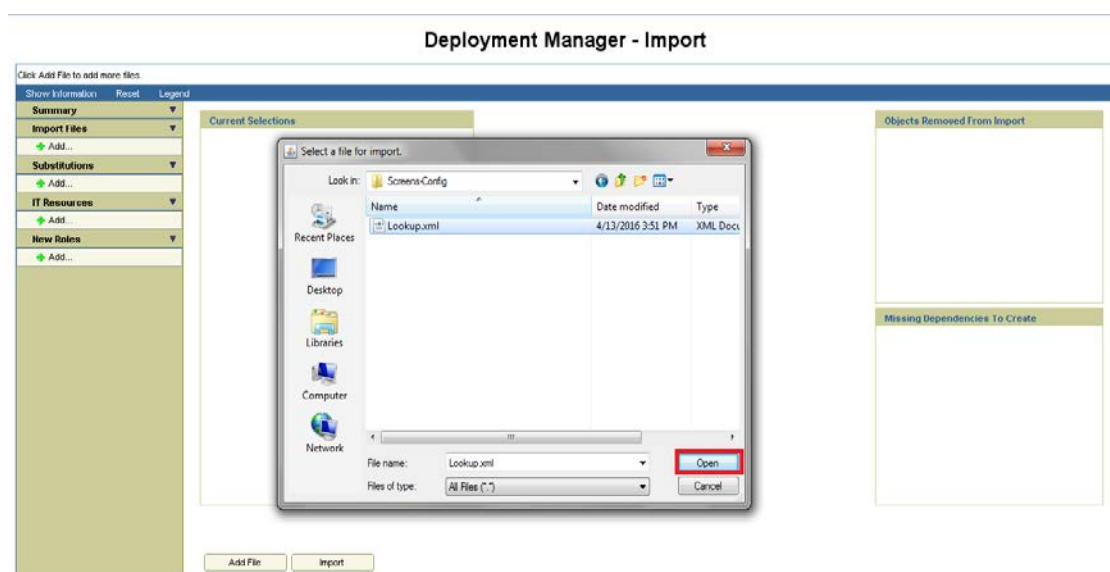 Deployment Manager - Import
Click Add File to add more files.
Show Information Reset Legend
Summary
Import Files
Add...
Substitutions
Add...
IT Resources
Add...
New Roles
Add...
Current Selections
Objects Removed From Import
Missing Dependencies To Create
Select a file for import.
Look in: Screens-Config
Name Date modified Type
Lookup.xml 4/13/2016 3:51 PM XML Docu
Recent Places
Desktop
Libraries
Computer
Network
File name: Lookup.xml Open
Files of type: All Files (*.*) Cancel
Add File Import